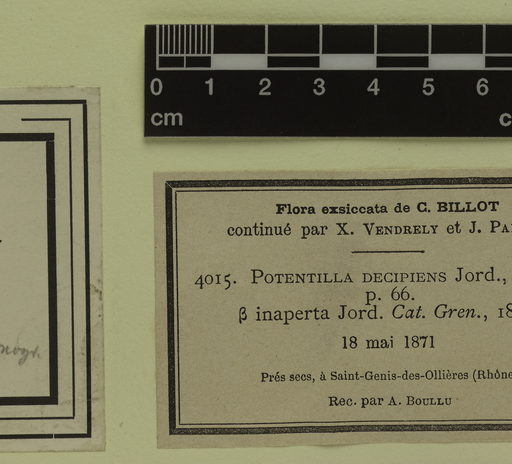 0 1 2 3 4 5 6
cm
Flora exsiccata de C. BILLOT
continué par X. VENDRELY et J.
4015. POTENTILLA DECIPIENS Jord.,
p. 66.
β inaperta Jord. Cat. Gren.,
18 mai 1871
Prés secs, à Saint-Genis-des-Ollières (Rhône
Rec. par A. BOULLU